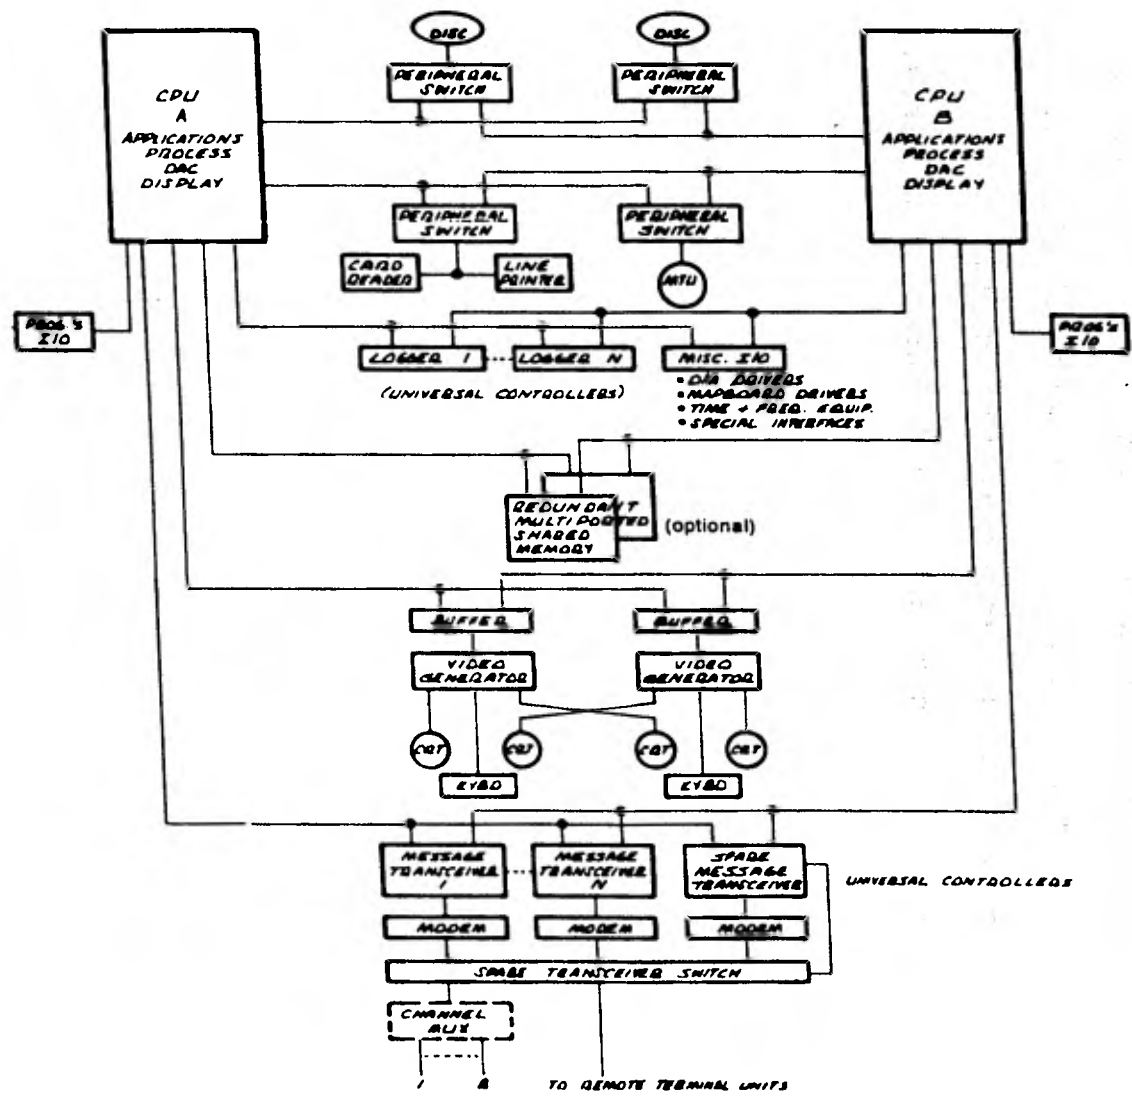 DISC
DISC
PERIPHERAL
SWITCH
PERIPHERAL
SWITCH
CPU
A
APPLICATIONS
PROCESS
DAC
DISPLAY
CPU
B
APPLICATIONS
PROCESS
DAC
DISPLAY
PERIPHERAL
SWITCH
PERIPHERAL
SWITCH
CARD
READER
LINE
PRINTER
MTU
PROG.'S
I/O
PROG.'S
I/O
LOGGER 1
LOGGER N
MISC. I/O
(UNIVERSAL CONTROLLERS)
• D/A DRIVERS
• MAPBOARD DRIVERS
• TIME + FREQ. EQUIP.
• SPECIAL INTERFACES
REDUNDANT
MULTIPORTED
SHARED
MEMORY
(optional)
BUFFER
BUFFER
VIDEO
GENERATOR
VIDEO
GENERATOR
CRT
CRT
CRT
CRT
KYBD
KYBD
MESSAGE
TRANSCEIVER
1
MESSAGE
TRANSCEIVER
N
SPARE
MESSAGE
TRANSCEIVER
UNIVERSAL CONTROLLERS
MODEM
MODEM
MODEM
SPARE TRANSCEIVER SWITCH
CHANNEL
MUX
1
TO REMOTE TERMINAL UNITS